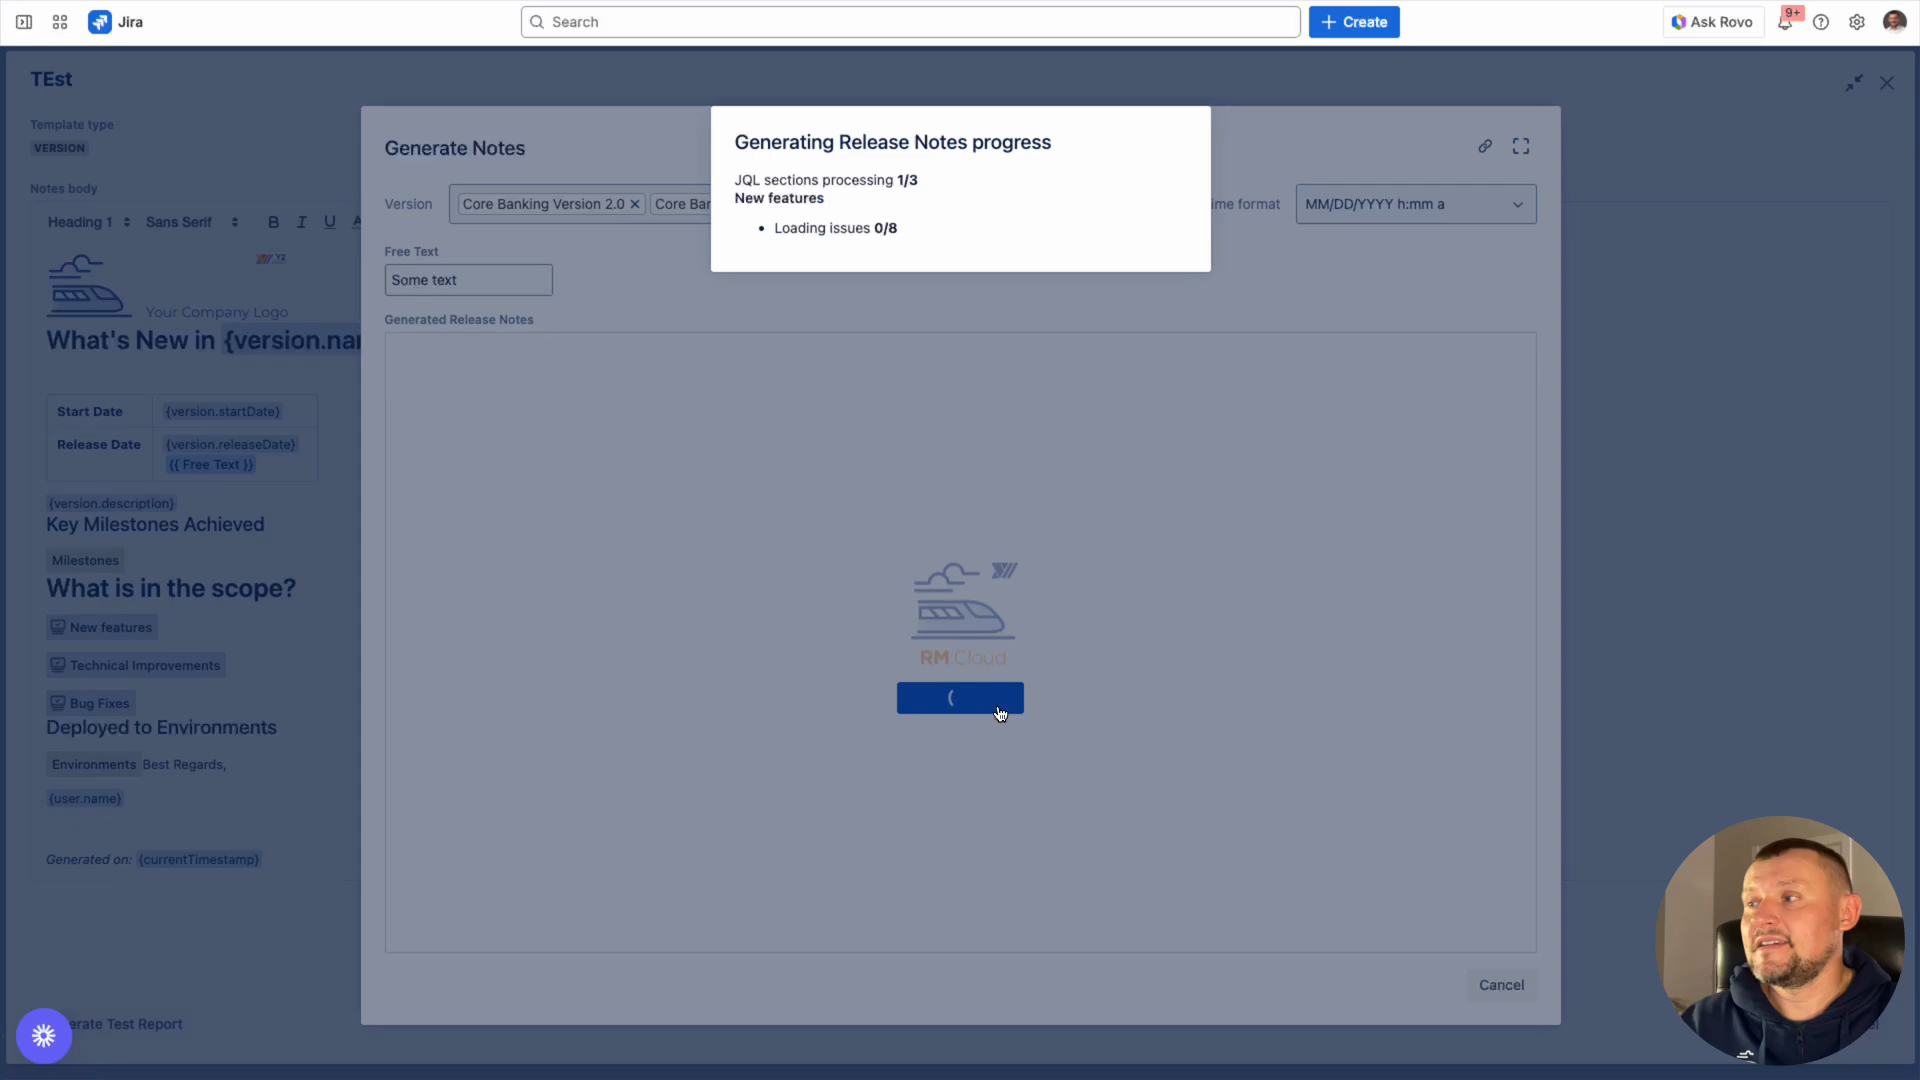 Jira
Search
Create
Ask Rovo
9+
TEst
Template type
VERSION
Notes body
Heading 1
Sans Serif
B I U A
YZ
Your Company Logo
What's New in {version.nar
Start Date {version.startDate}
Release Date {version.releaseDate}
{{ Free Text }}
{version.description}
Key Milestones Achieved
Milestones
What is in the scope?
New features
Technical Improvements
Bug Fixes
Deployed to Environments
Environments Best Regards,
{user.name}
Generated on: {currentTimestamp}
erate Test Report
Generate Notes
Version
Core Banking Version 2.0
Core Bar
ime format
MM/DD/YYYY h:mm a
Free Text
Some text
Generated Release Notes
RM Cloud
Cancel
Generating Release Notes progress
JQL sections processing 1/3
New features
• Loading issues 0/8